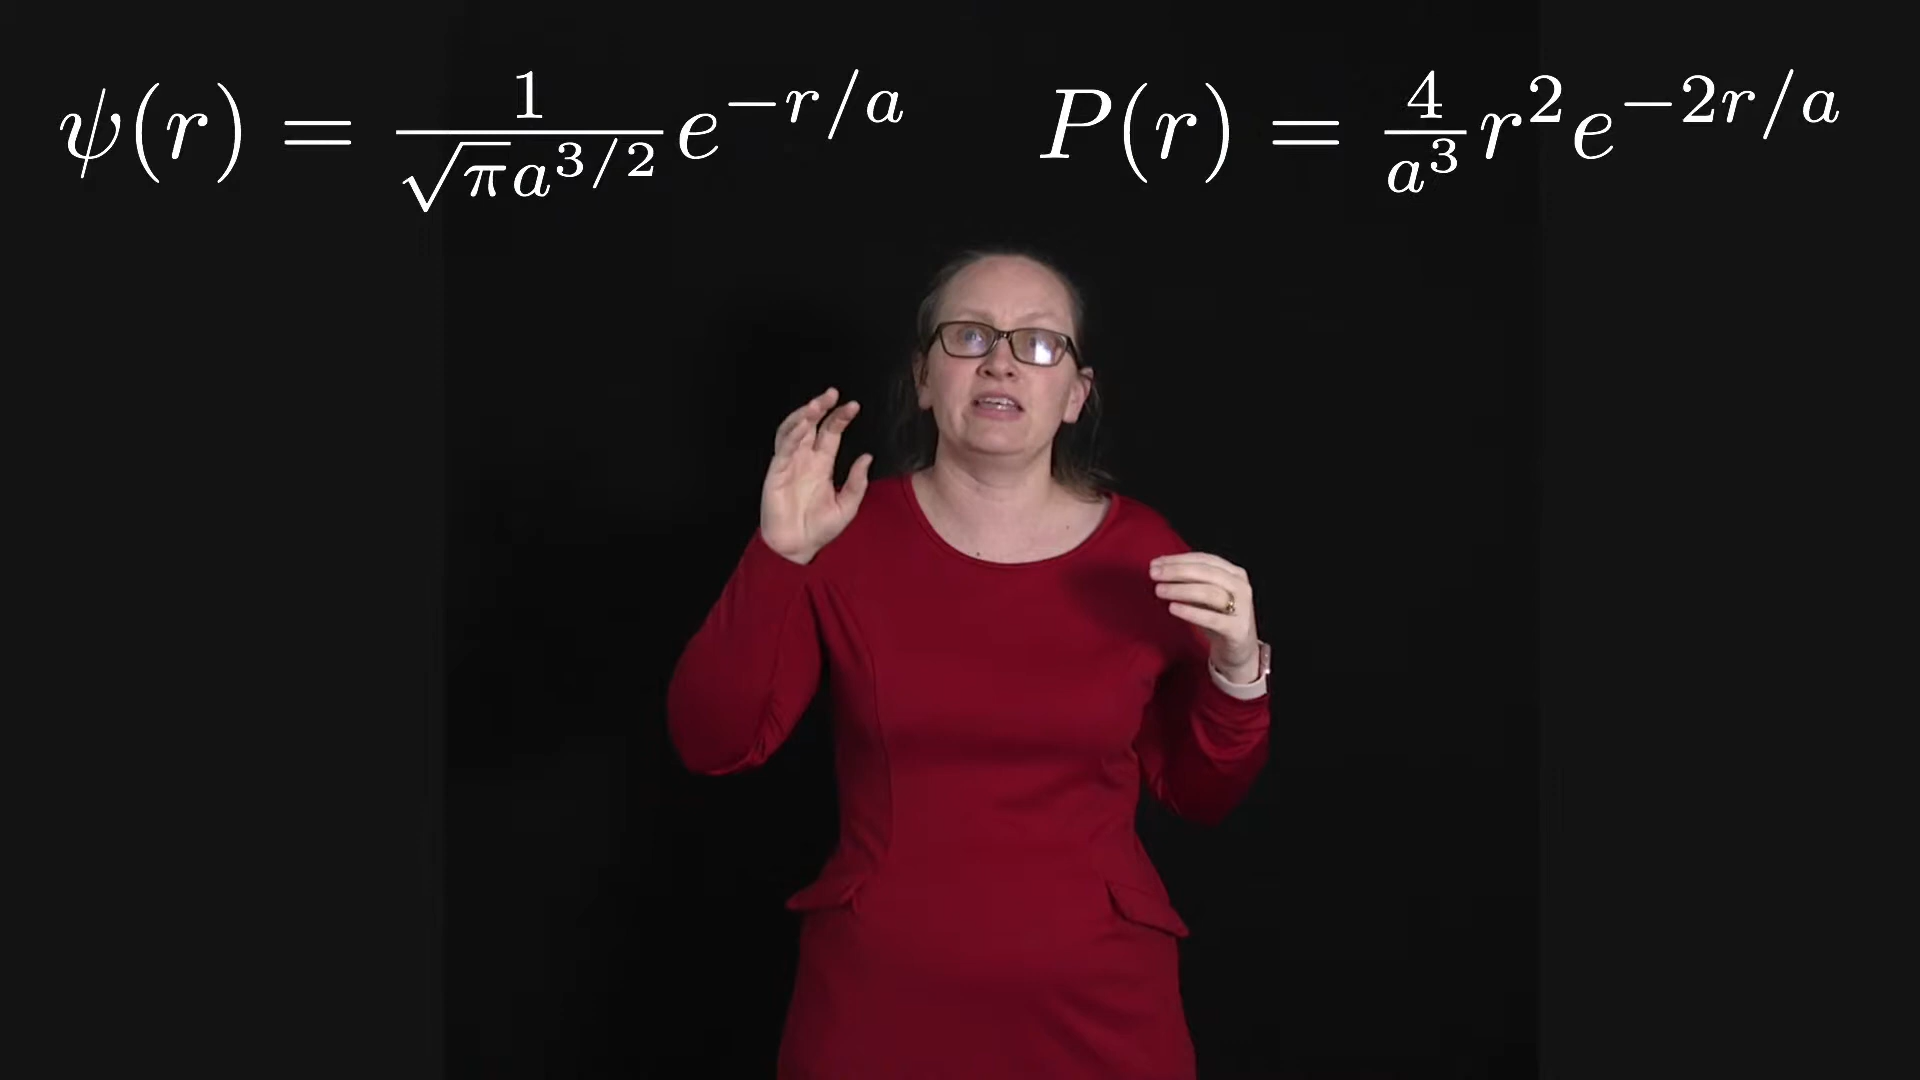 ψ(r) = 1/(√π a^{3/2}) e^{−r/a}
P(r) = 4/a³ r² e^{−2r/a}